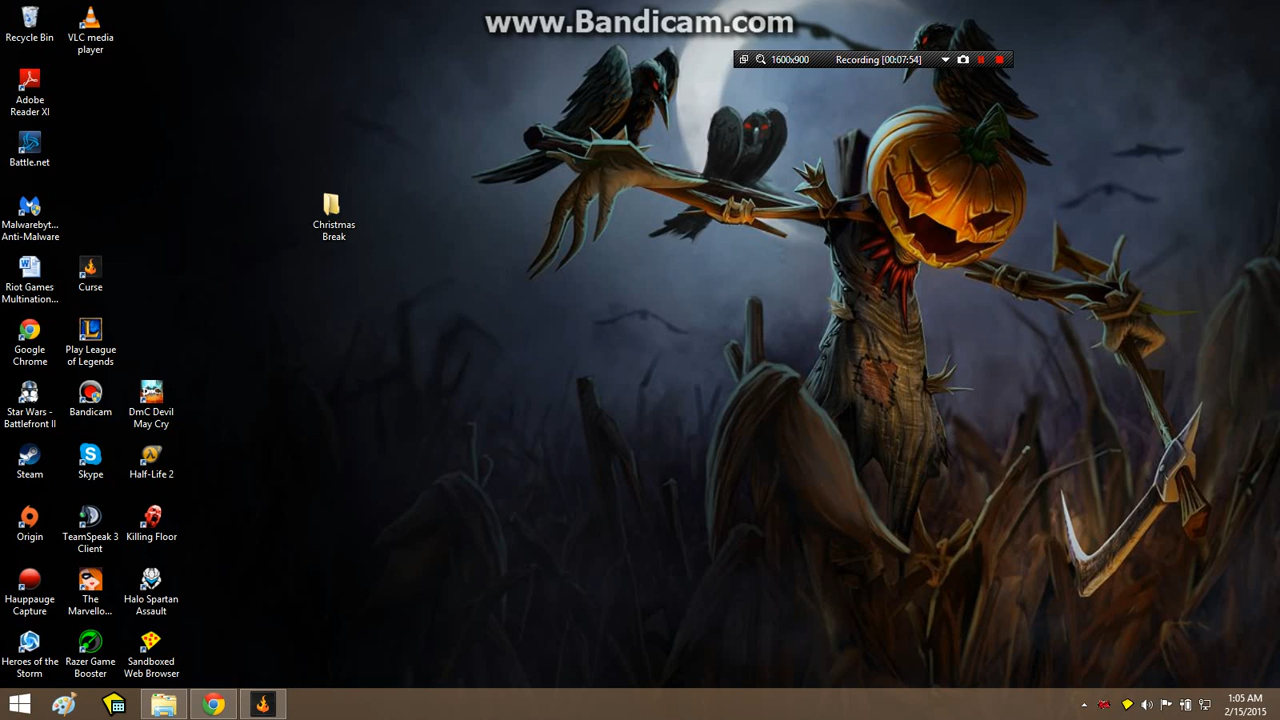 www.Bandicam.com
1600x900
Recording [00:07:54]
Recycle Bin
VLC media
player
Adobe
Reader XI
Battle.net
Christmas
Break
Malwarebyt...
Anti-Malware
Riot Games
Multination...
Curse
Google
Chrome
Play League
of Legends
Star Wars -
Battlefront II
Bandicam
DmC Devil
May Cry
Steam
Skype
Half-Life 2
Origin
TeamSpeak 3
Client
Killing Floor
Hauppauge
Capture
The
Marvello...
Halo Spartan
Assault
Heroes of the
Storm
Razer Game
Booster
Sandboxed
Web Browser
1:05 AM
2/15/2015